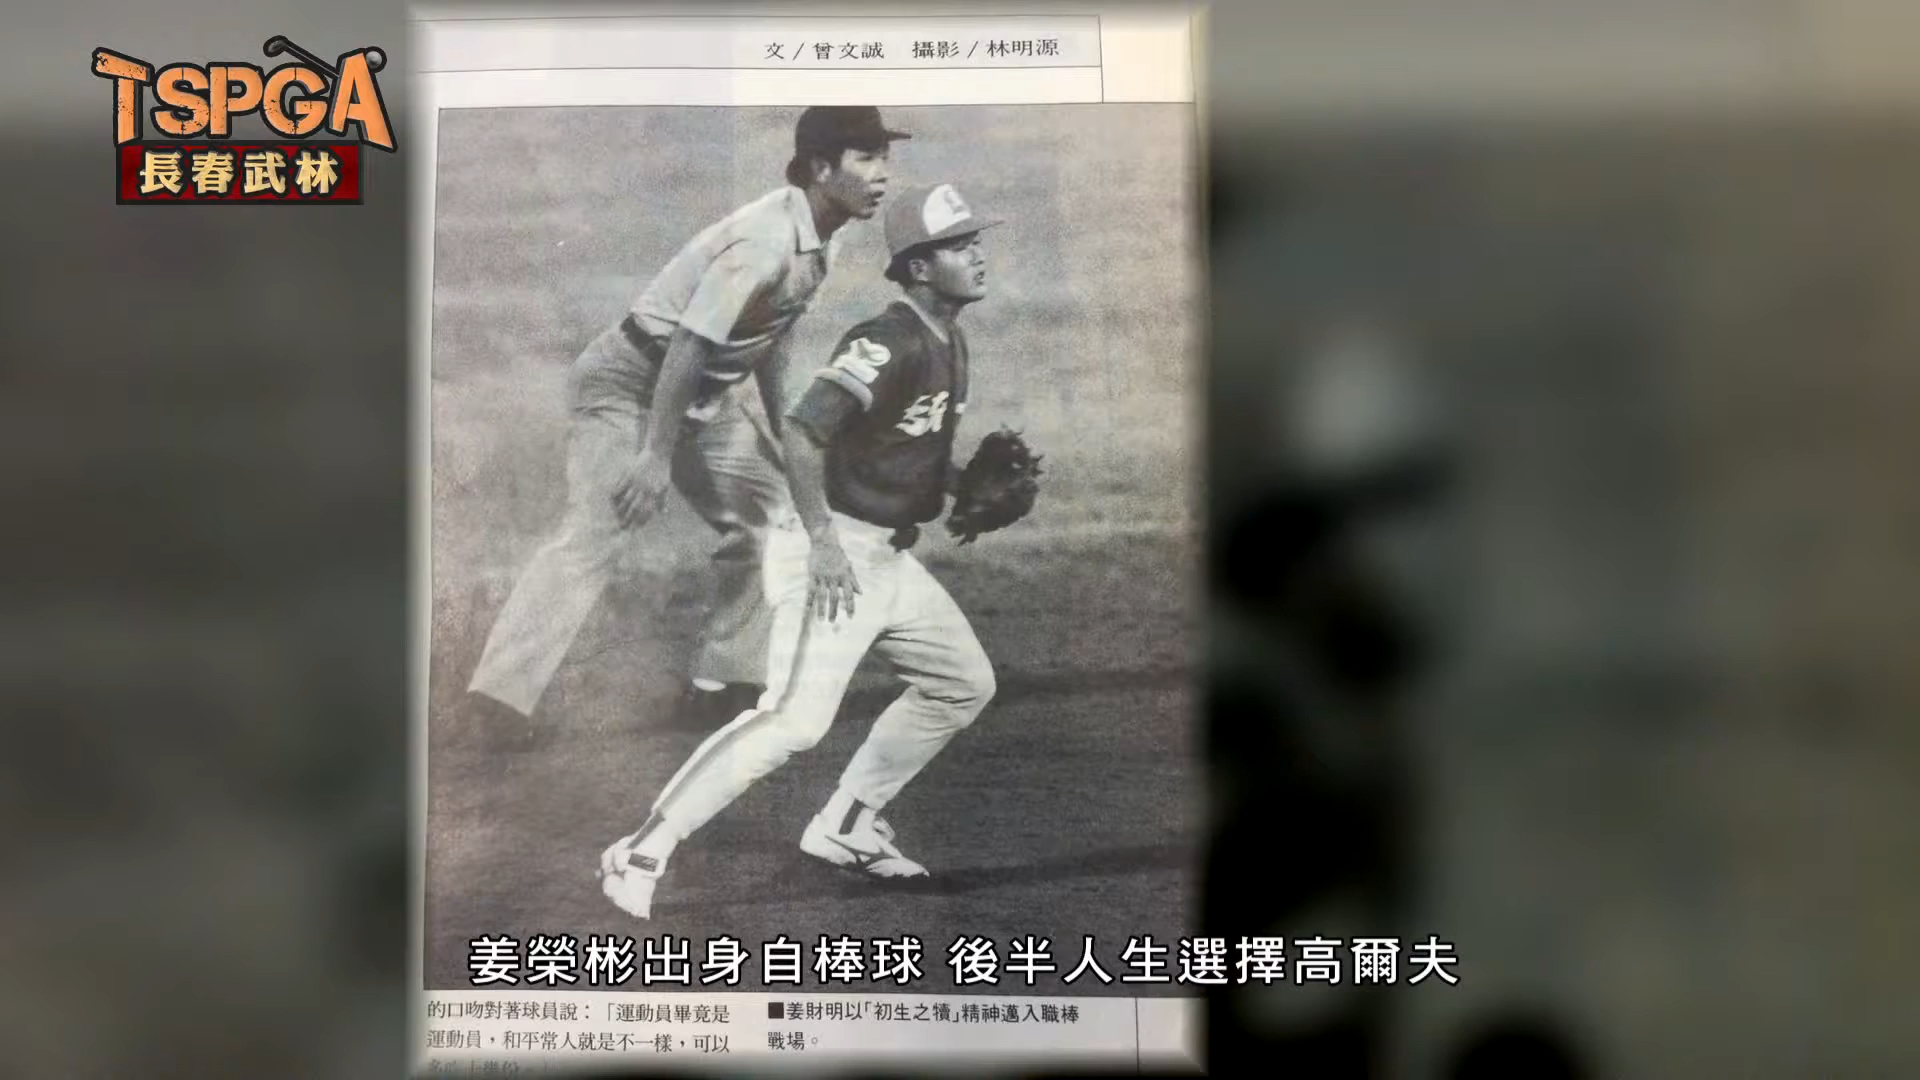 文/曾文誠 攝影/林明源
TSPGA
長春武林
姜榮彬出身自棒球 後半人生選擇高爾夫
的口吻對著球員說:「運動員畢竟是
運動員,和平常人就是不一樣,可以
■姜財明以「初生之犢」精神邁入職棒
戰場。